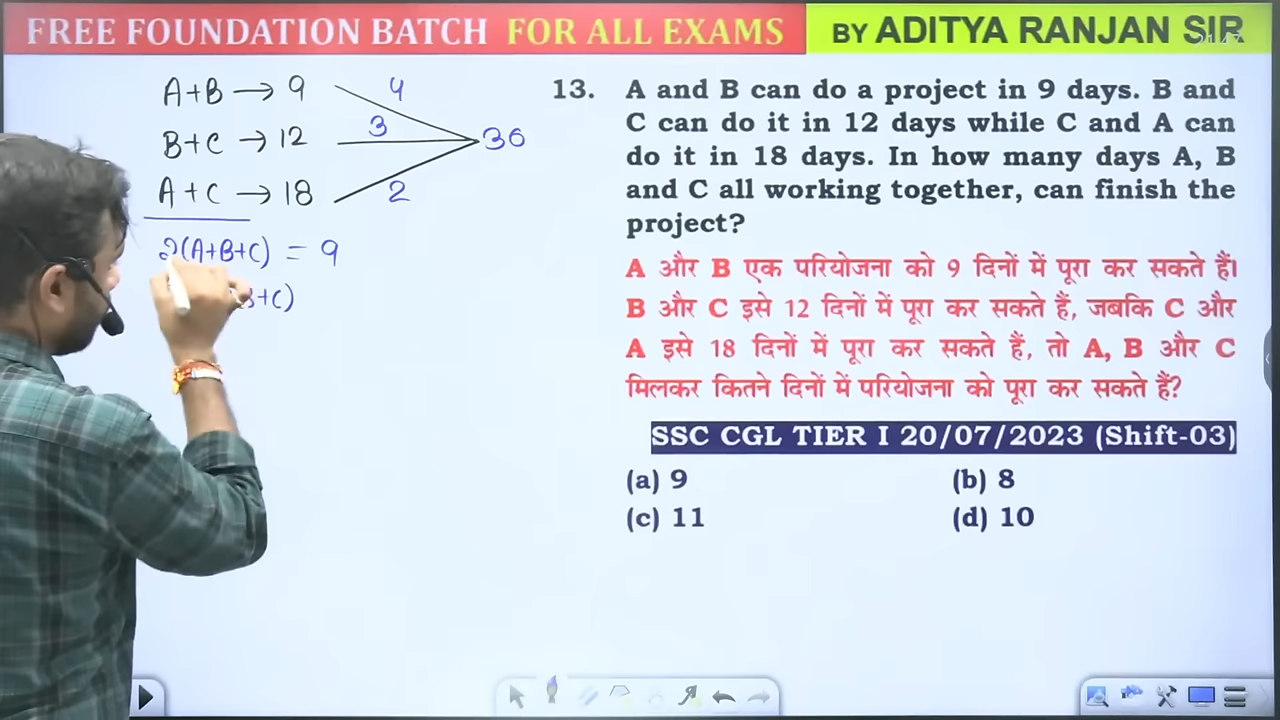 FREE FOUNDATION BATCH FOR ALL EXAMS
BY ADITYA RANJAN SIR
A+B → 9
4
B+C → 12
3
36
A+C → 18
2
2(A+B+C) = 9
+C)
13. A and B can do a project in 9 days. B and
C can do it in 12 days while C and A can
do it in 18 days. In how many days A, B
and C all working together, can finish the
project?
A और B एक परियोजना को 9 दिनों में पूरा कर सकते हैं।
B और C इसे 12 दिनों में पूरा कर सकते हैं, जबकि C और
A इसे 18 दिनों में पूरा कर सकते हैं, तो A, B और C
मिलकर कितने दिनों में परियोजना को पूरा कर सकते हैं?
SSC CGL TIER I 20/07/2023 (Shift-03)
(a) 9 (b) 8
(c) 11 (d) 10